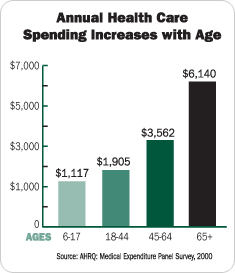 Annual Health Care
Spending Increases with Age
$7,000
$6,140
$5,000
$3,562
$3,000
$1,905
$1,117
$1,000
0
AGES 6-17 18-44 45-64 65+
Source: AHRQ: Medical Expenditure Panel Survey, 2000